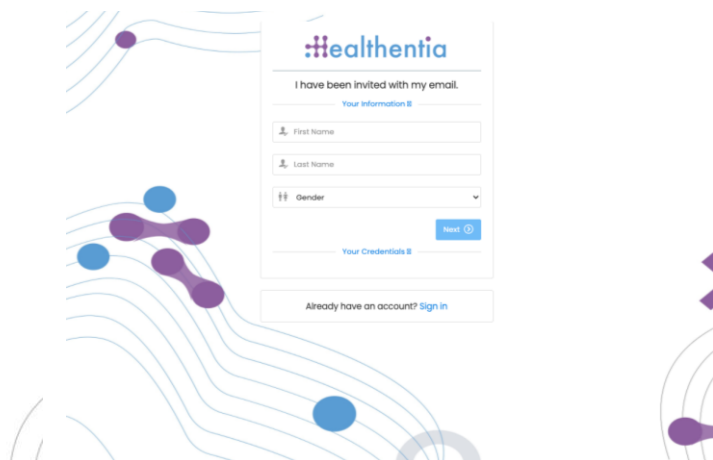 Healthentia
I have been invited with my email.
Your Information
First Name
Last Name
Gender
Next
Your Credentials
Already have an account? Sign in